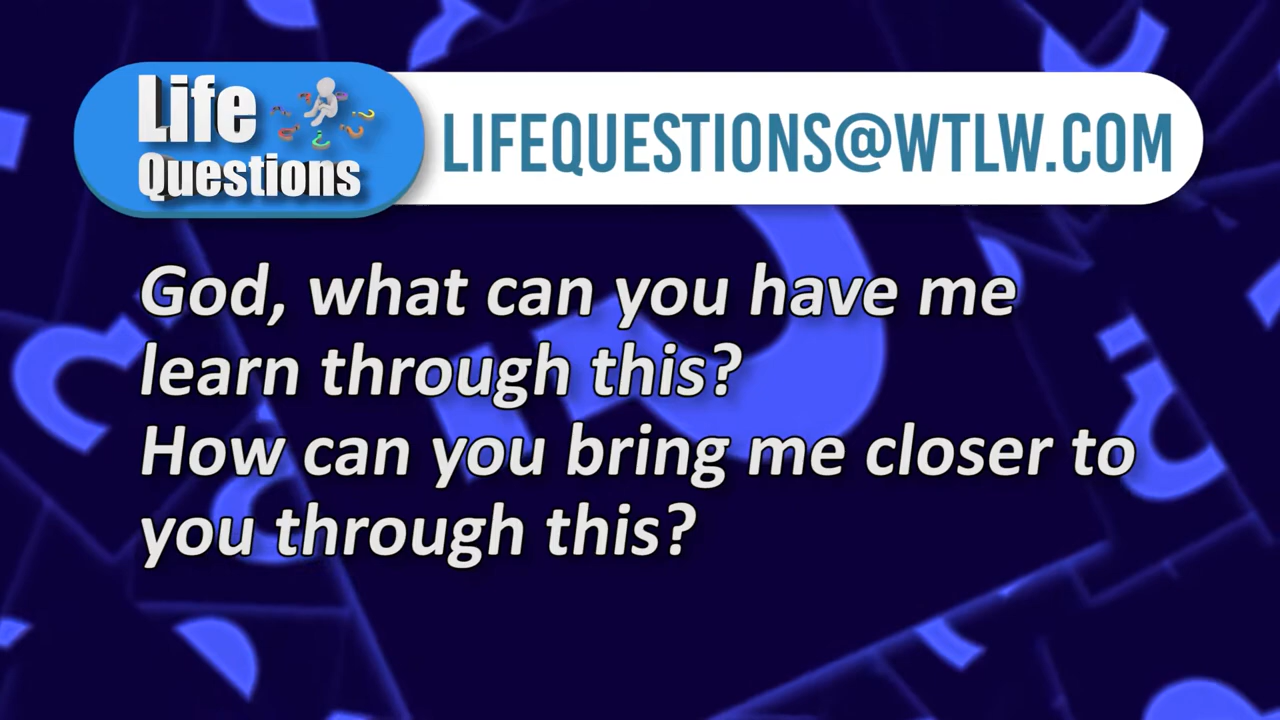 Life
Questions
LIFEQUESTIONS@WTLW.COM
God, what can you have me
learn through this?
How can you bring me closer to
you through this?